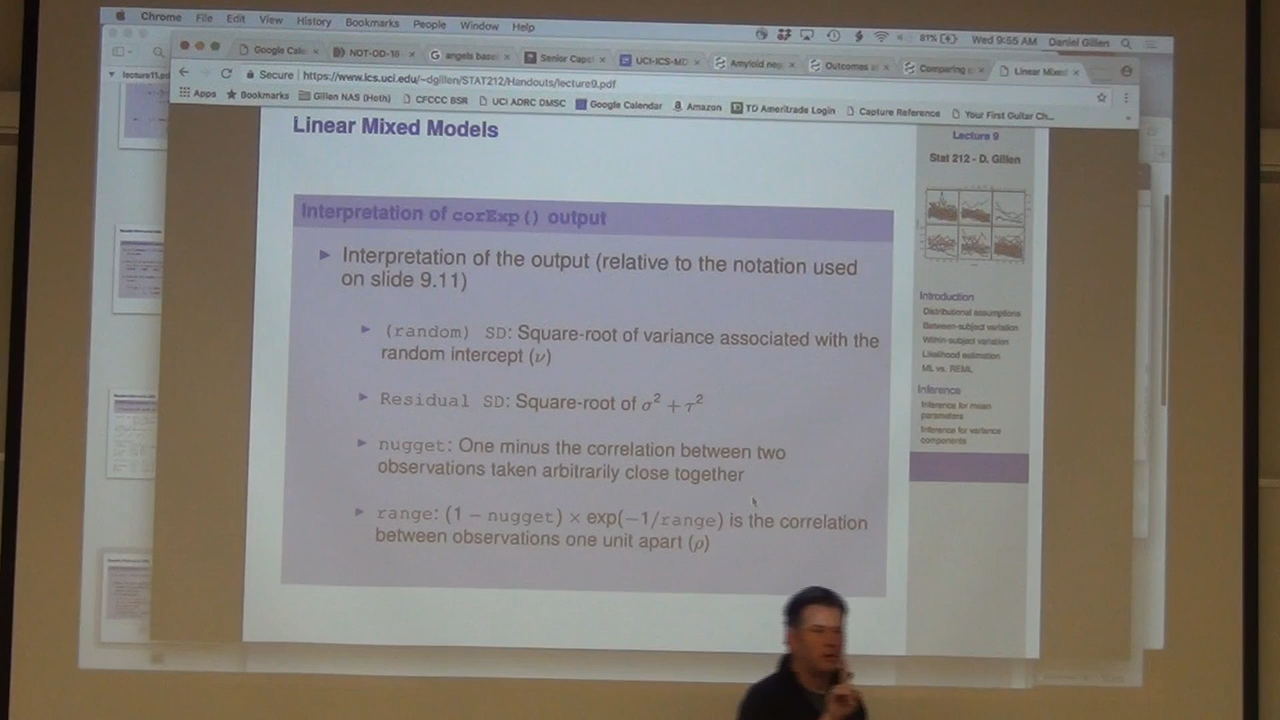 Chrome File Edit View History Bookmarks People Window Help
81% Wed 9:55 AM Daniel Gillen
Google Cale
NOT-OD-18
angels base
Senior Capst
UCI-ICS-MD
Amyloid neg
Outcomes a
Comparing
Linear Mixed
Secure https://www.ics.uci.edu/~dgillen/STAT212/Handouts/lecture9.pdf
Apps Bookmarks Gillen NAS (Home) CFCCC BSR UCI ADRC DMSC Google Calendar Amazon TD Ameritrade Login Capture Reference Your First Guitar Ch...
lecture11.pd
Linear Mixed Models
Interpretation of corExp() output
Interpretation of the output (relative to the notation used
on slide 9.11)
(random) SD: Square-root of variance associated with the
random intercept (ν)
Residual SD: Square-root of σ² + τ²
nugget: One minus the correlation between two
observations taken arbitrarily close together
range: (1 − nugget) × exp(−1/range) is the correlation
between observations one unit apart (ρ)
Lecture 9
Stat 212 - D. Gillen
Introduction
Distributional assumptions
Between-subject variation
Within-subject variation
Likelihood estimation
ML vs. REML
Inference
Inference for mean
parameters
Inference for variance
components